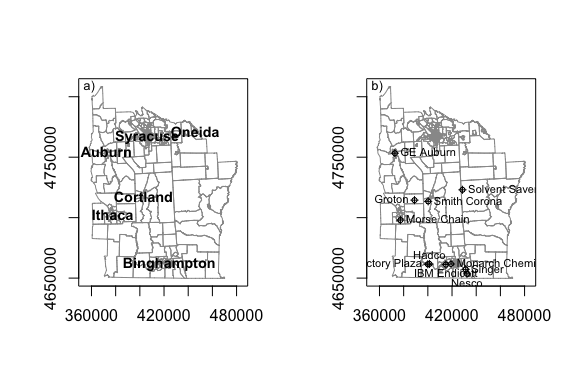 a)
Syracuse
Oneida
Auburn
Cortland
Ithaca
Binghampton
4650000
4750000
360000
420000
480000
b)
GE Auburn
Solvent Saver
Groton
Smith Corona
Morse Chain
Hadco
ctory Plaza
Monarch Chemi
IBM Endicott
Singer
Nesco
4650000
4750000
360000
420000
480000